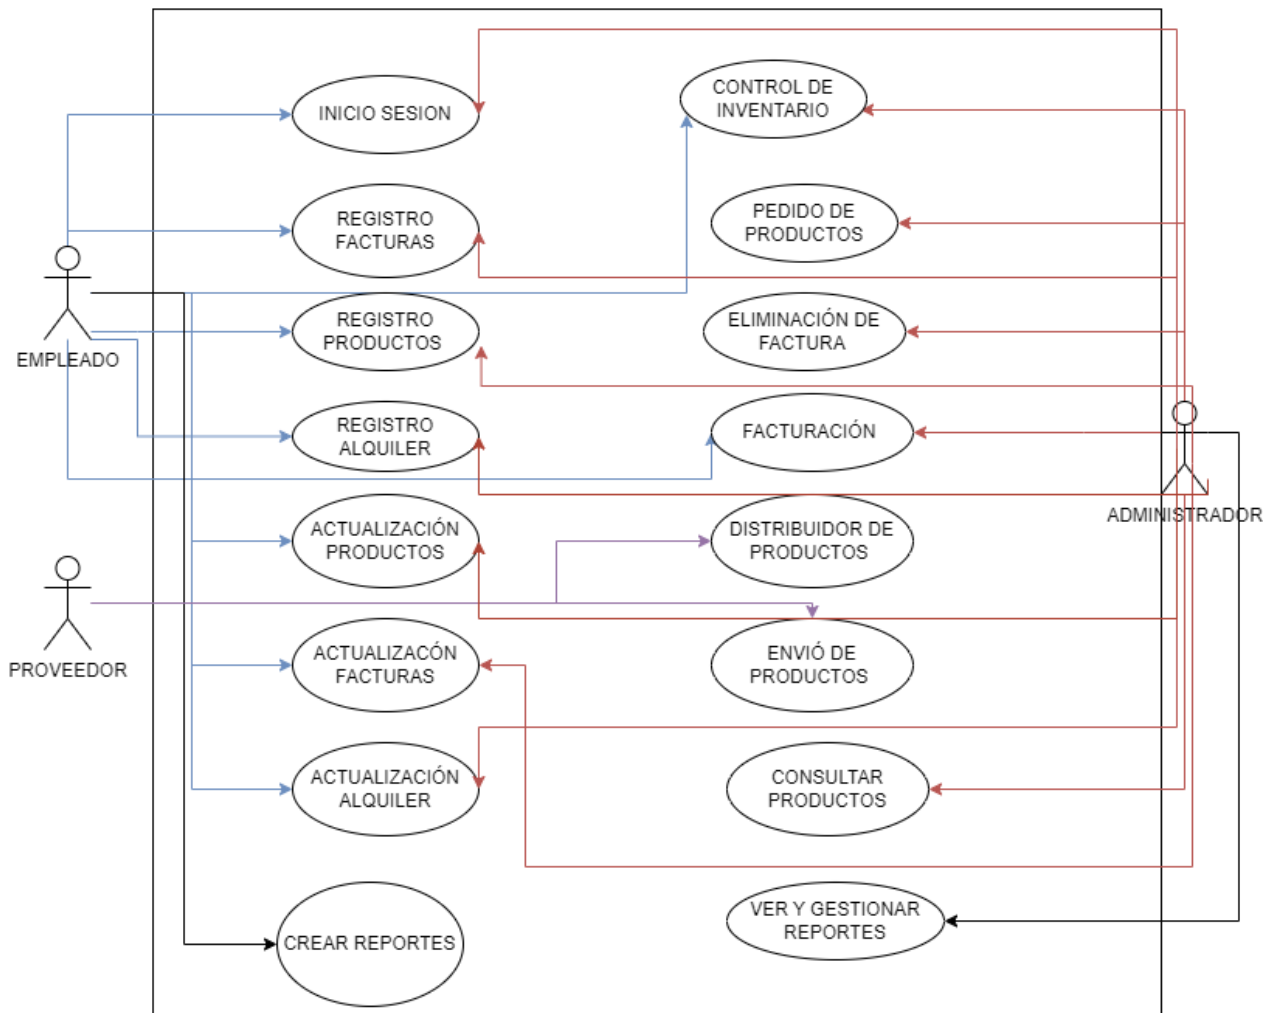 INICIO SESION
CONTROL DE
INVENTARIO
REGISTRO
FACTURAS
PEDIDO DE
PRODUCTOS
EMPLEADO
REGISTRO
PRODUCTOS
ELIMINACIÓN DE
FACTURA
REGISTRO
ALQUILER
FACTURACIÓN
ADMINISTRADOR
ACTUALIZACIÓN
PRODUCTOS
DISTRIBUIDOR DE
PRODUCTOS
PROVEEDOR
ACTUALIZACÓN
FACTURAS
ENVIÓ DE
PRODUCTOS
ACTUALIZACIÓN
ALQUILER
CONSULTAR
PRODUCTOS
CREAR REPORTES
VER Y GESTIONAR
REPORTES